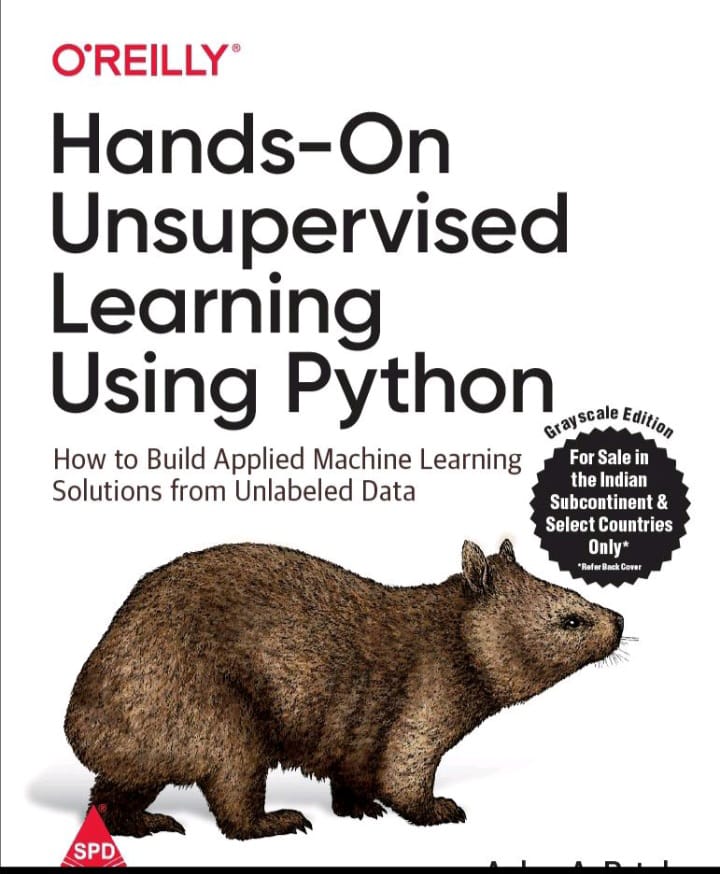 O'REILLY®
Hands-On
Unsupervised
Learning
Using Python
How to Build Applied Machine Learning
Solutions from Unlabeled Data
Grayscale Edition
For Sale in
the Indian
Subcontinent &
Select Countries
Only*
*Refer Back Cover
SPD